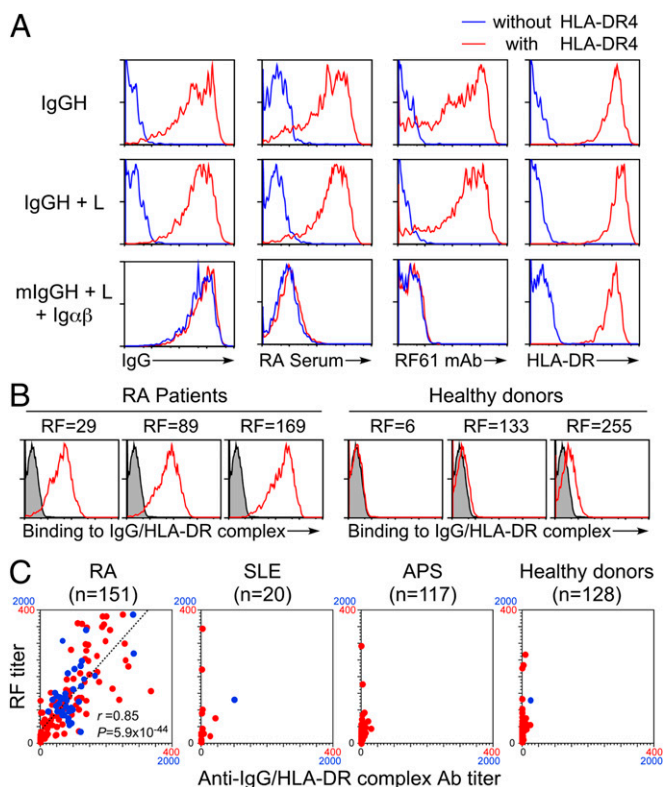 A
without HLA-DR4
with HLA-DR4
IgGH
IgGH + L
mIgGH + L
+ Igαβ
IgG
RA Serum
RF61 mAb
HLA-DR
B
RA Patients
Healthy donors
RF=29
RF=89
RF=169
RF=6
RF=133
RF=255
Binding to IgG/HLA-DR complex
Binding to IgG/HLA-DR complex
C
RA
(n=151)
SLE
(n=20)
APS
(n=117)
Healthy donors
(n=128)
2000
400
2000
400
2000
400
2000
400
RF titer
r =0.85
P=5.9x10-44
0
0
400
2000
0
0
400
2000
0
0
400
2000
0
0
400
2000
Anti-IgG/HLA-DR complex Ab titer